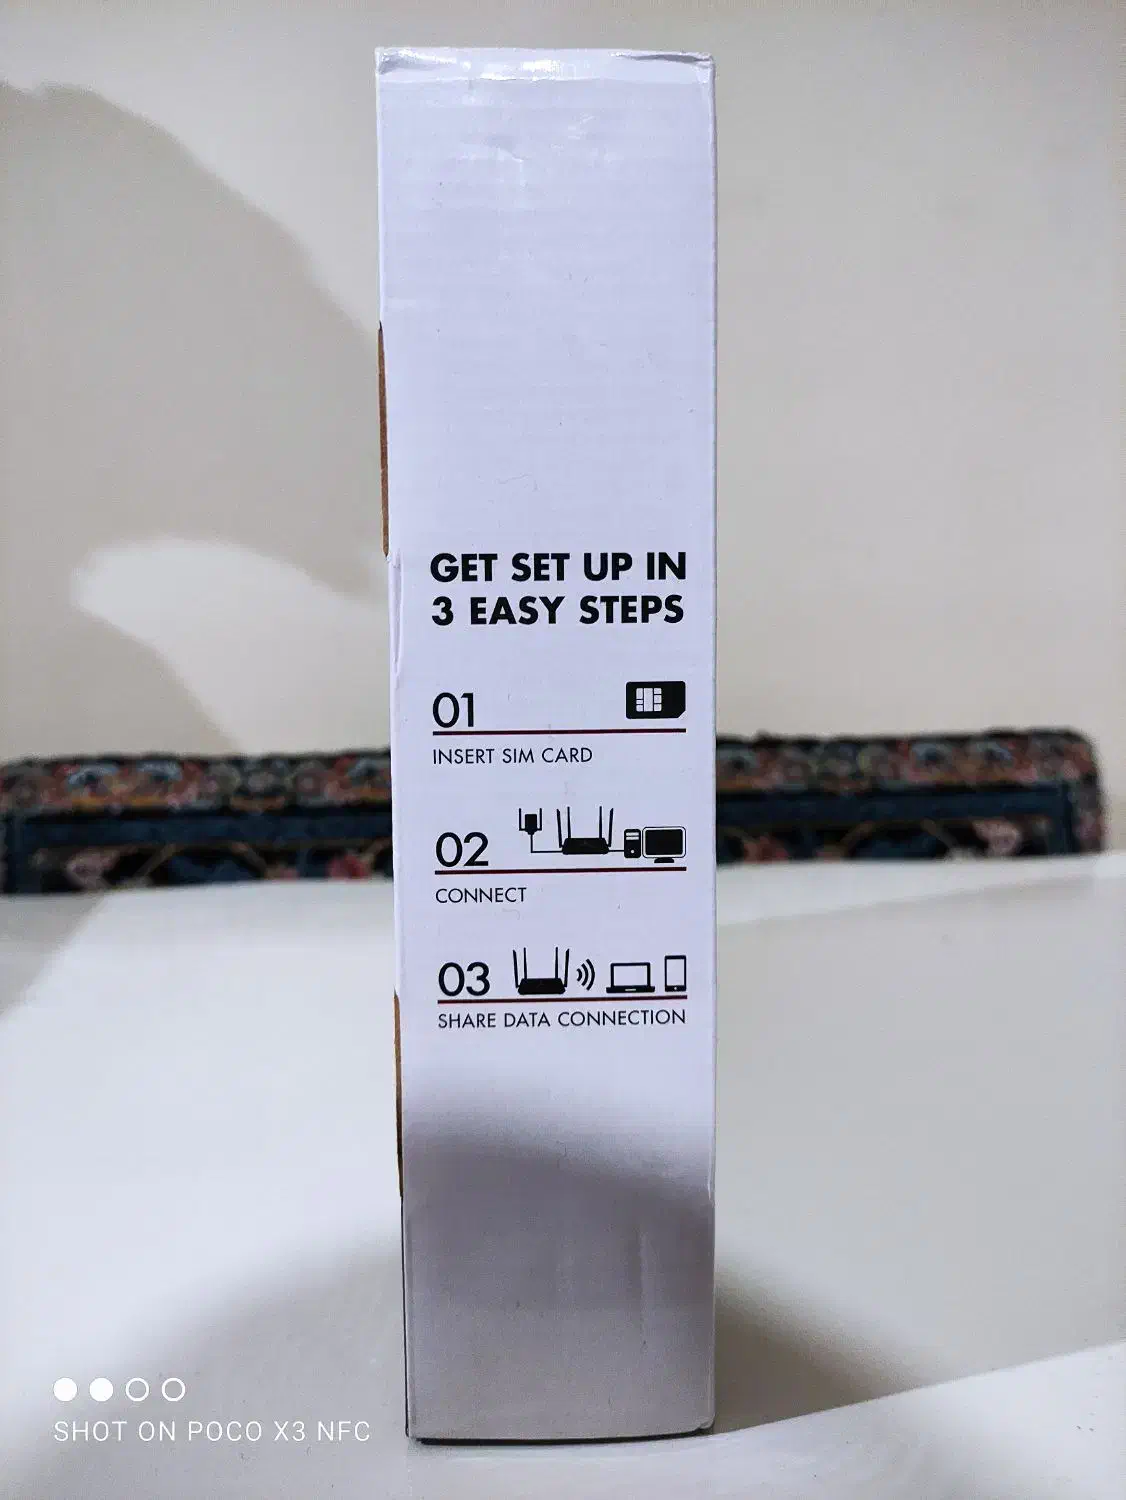 GET SET UP IN
3 EASY STEPS
01
INSERT SIM CARD
02
CONNECT
03
SHARE DATA CONNECTION
SHOT ON POCO X3 NFC